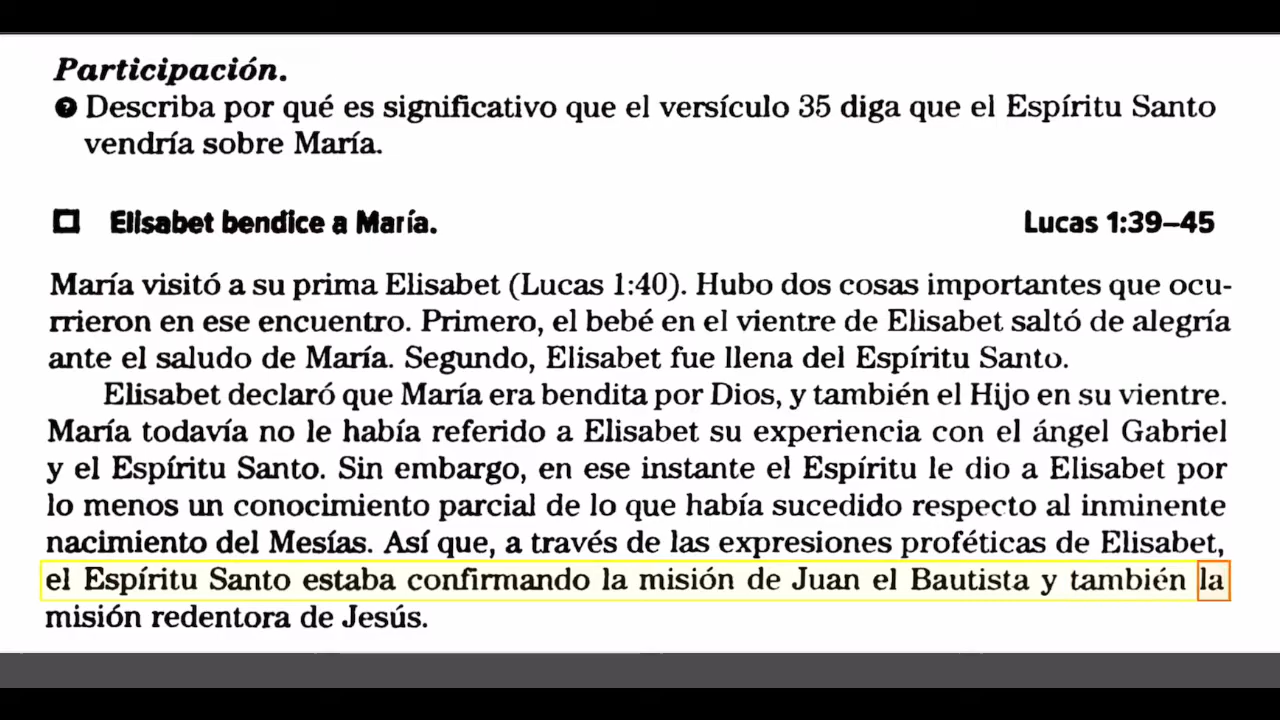 Participación.
Describa por qué es significativo que el versículo 35 diga que el Espíritu Santo
vendría sobre María.
Elisabet bendice a María. Lucas 1:39–45
María visitó a su prima Elisabet (Lucas 1:40). Hubo dos cosas importantes que ocu-
rrieron en ese encuentro. Primero, el bebé en el vientre de Elisabet saltó de alegría
ante el saludo de María. Segundo, Elisabet fue llena del Espíritu Santo.
Elisabet declaró que María era bendita por Dios, y también el Hijo en su vientre.
María todavía no le había referido a Elisabet su experiencia con el ángel Gabriel
y el Espíritu Santo. Sin embargo, en ese instante el Espíritu le dio a Elisabet por
lo menos un conocimiento parcial de lo que había sucedido respecto al inminente
nacimiento del Mesías. Así que, a través de las expresiones proféticas de Elisabet,
el Espíritu Santo estaba confirmando la misión de Juan el Bautista y también la
misión redentora de Jesús.